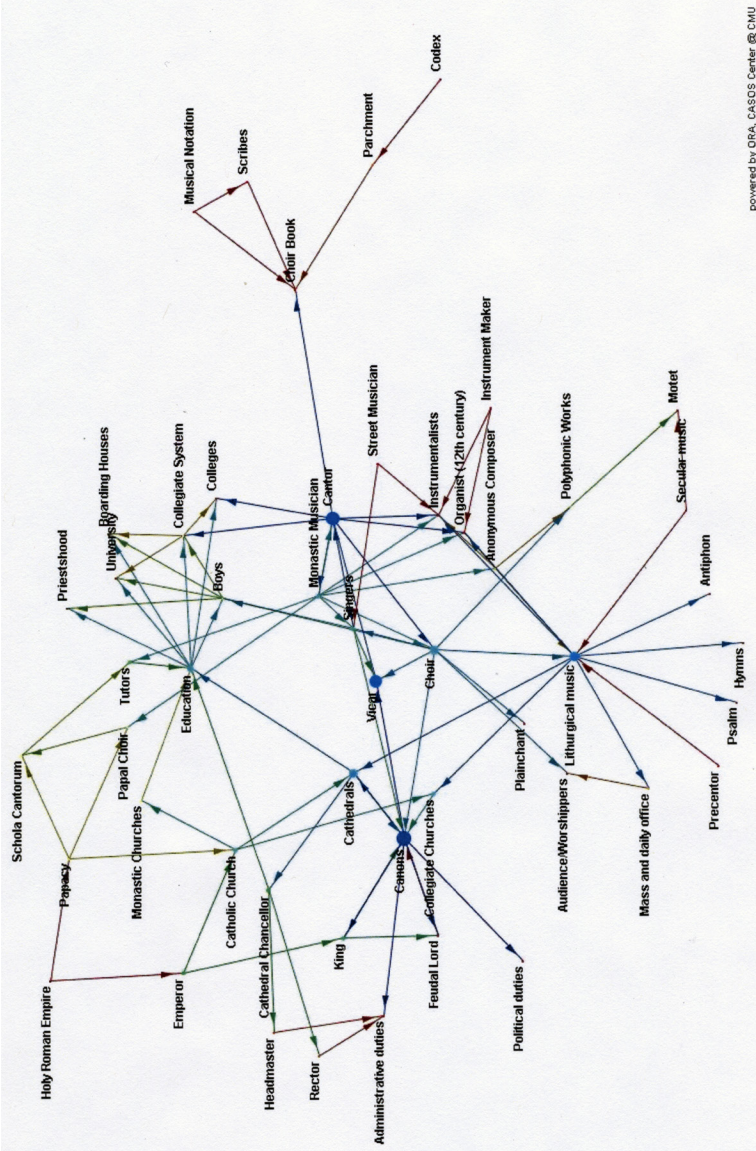 Schola Cantorum
Holy Roman Empire
Priestshood
Papacy
Boarding Houses
University
Papal Choir
Tutors
Monastic Churches
Emperor
Collegiate System
Education
Musical Notation
Colleges
Boys
Catholic Church
Scribes
Cathedral Chancellor
Headmaster
Choir Book
Rector
Monastic Musician
Cantor
King
Cathedrals
Singers
Parchment
Vicar
Street Musician
Administrative duties
Canons
Collegiate Churches
Choir
Feudal Lord
Instrumentalists
Codex
Organist (12th century)
Instrument Maker
Anonymous Composer
Political duties
Plainchant
Audience/Worshippers
Polyphonic Works
Lithurgical music
Mass and daily office
Motet
Secular music
Antiphon
Precentor
Psalm
Hymns
powered by ORA, CASOS Center @ CMU